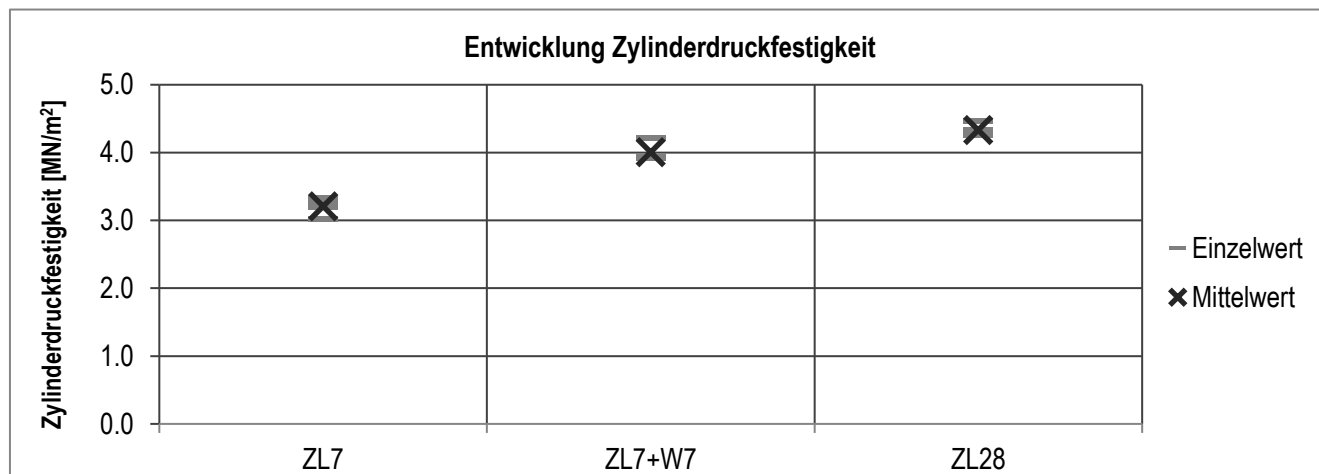 Entwicklung Zylinderdruckfestigkeit
Zylinderdruckfestigkeit [MN/m²]
5.0
4.0
3.0
2.0
1.0
0.0
ZL7
ZL7+W7
ZL28
Einzelwert
Mittelwert